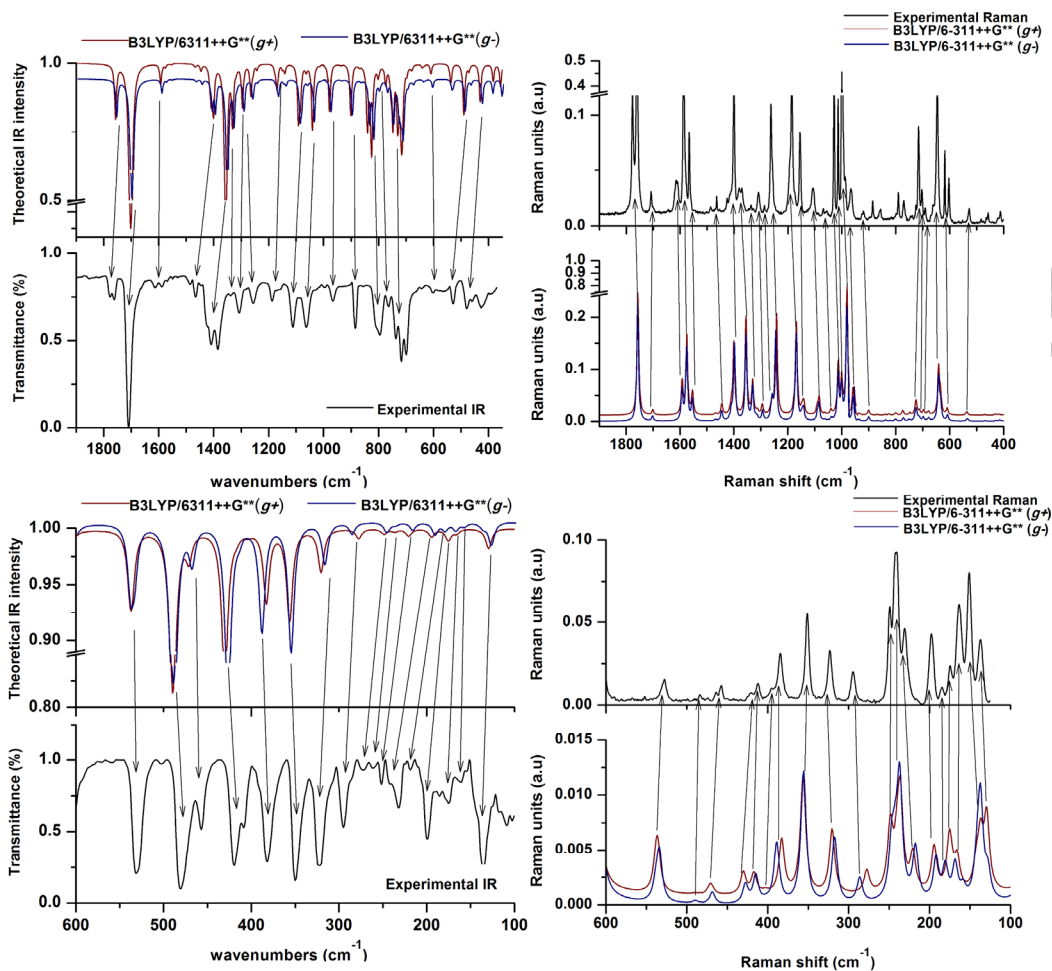 B3LYP/6311++G**(g+)
B3LYP/6311++G**(g-)
Theoretical IR intensity
1.0
0.5
Transmittance (%)
1.0
0.5
0.0
Experimental IR
1800 1600 1400 1200 1000 800 600 400
wavenumbers (cm-1)
Experimental Raman
B3LYP/6-311++G** (g+)
B3LYP/6-311++G** (g-)
Raman units (a.u)
0.5
0.4
0.1
0.0
Raman units (a.u)
1.0
0.9
0.8
0.2
0.1
0.0
1800 1600 1400 1200 1000 800 600 400
Raman shift (cm-1)
B3LYP/6311++G**(g+)
B3LYP/6311++G**(g-)
Theoretical IR intensity
1.00
0.95
0.90
0.80
Transmittance (%)
1.0
0.5
0.0
Experimental IR
600 500 400 300 200 100
wavenumbers (cm-1)
Experimental Raman
B3LYP/6-311++G** (g+)
B3LYP/6-311++G** (g-)
Raman units (a.u)
0.10
0.05
0.00
Raman units (a.u)
0.015
0.010
0.005
0.000
600 500 400 300 200 100
Raman shift (cm-1)